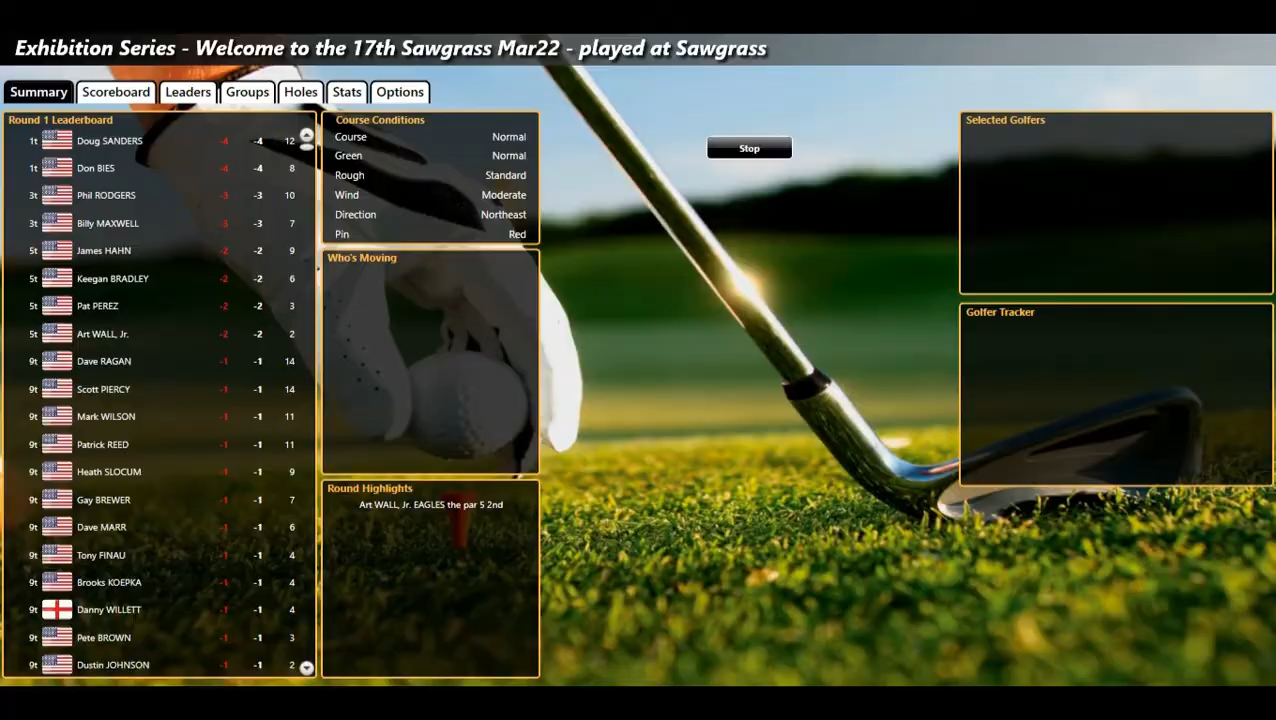 Exhibition Series - Welcome to the 17th Sawgrass Mar22 - played at Sawgrass
Summary Scoreboard Leaders Groups Holes Stats Options
Round 1 Leaderboard
1t Doug SANDERS -4 -4 12
1t Don BIES -4 -4 8
3t Phil RODGERS -3 -3 10
3t Billy MAXWELL -3 -3 7
5t James HAHN -2 -2 9
5t Keegan BRADLEY -2 -2 6
5t Pat PEREZ -2 -2 3
5t Art WALL, Jr. -2 -2 2
9t Dave RAGAN -1 -1 14
9t Scott PIERCY -1 -1 14
9t Mark WILSON -1 -1 11
9t Patrick REED -1 -1 11
9t Heath SLOCUM -1 -1 9
9t Gay BREWER -1 -1 7
9t Dave MARR -1 -1 6
9t Tony FINAU -1 -1 4
9t Brooks KOEPKA -1 -1 4
9t Danny WILLETT -1 -1 4
9t Pete BROWN -1 -1 3
9t Dustin JOHNSON -1 -1 2
Course Conditions
Course Normal
Green Normal
Rough Standard
Wind Moderate
Direction Northeast
Pin Red
Who's Moving
Round Highlights
Art WALL, Jr. EAGLES the par 5 2nd
Stop
Selected Golfers
Golfer Tracker